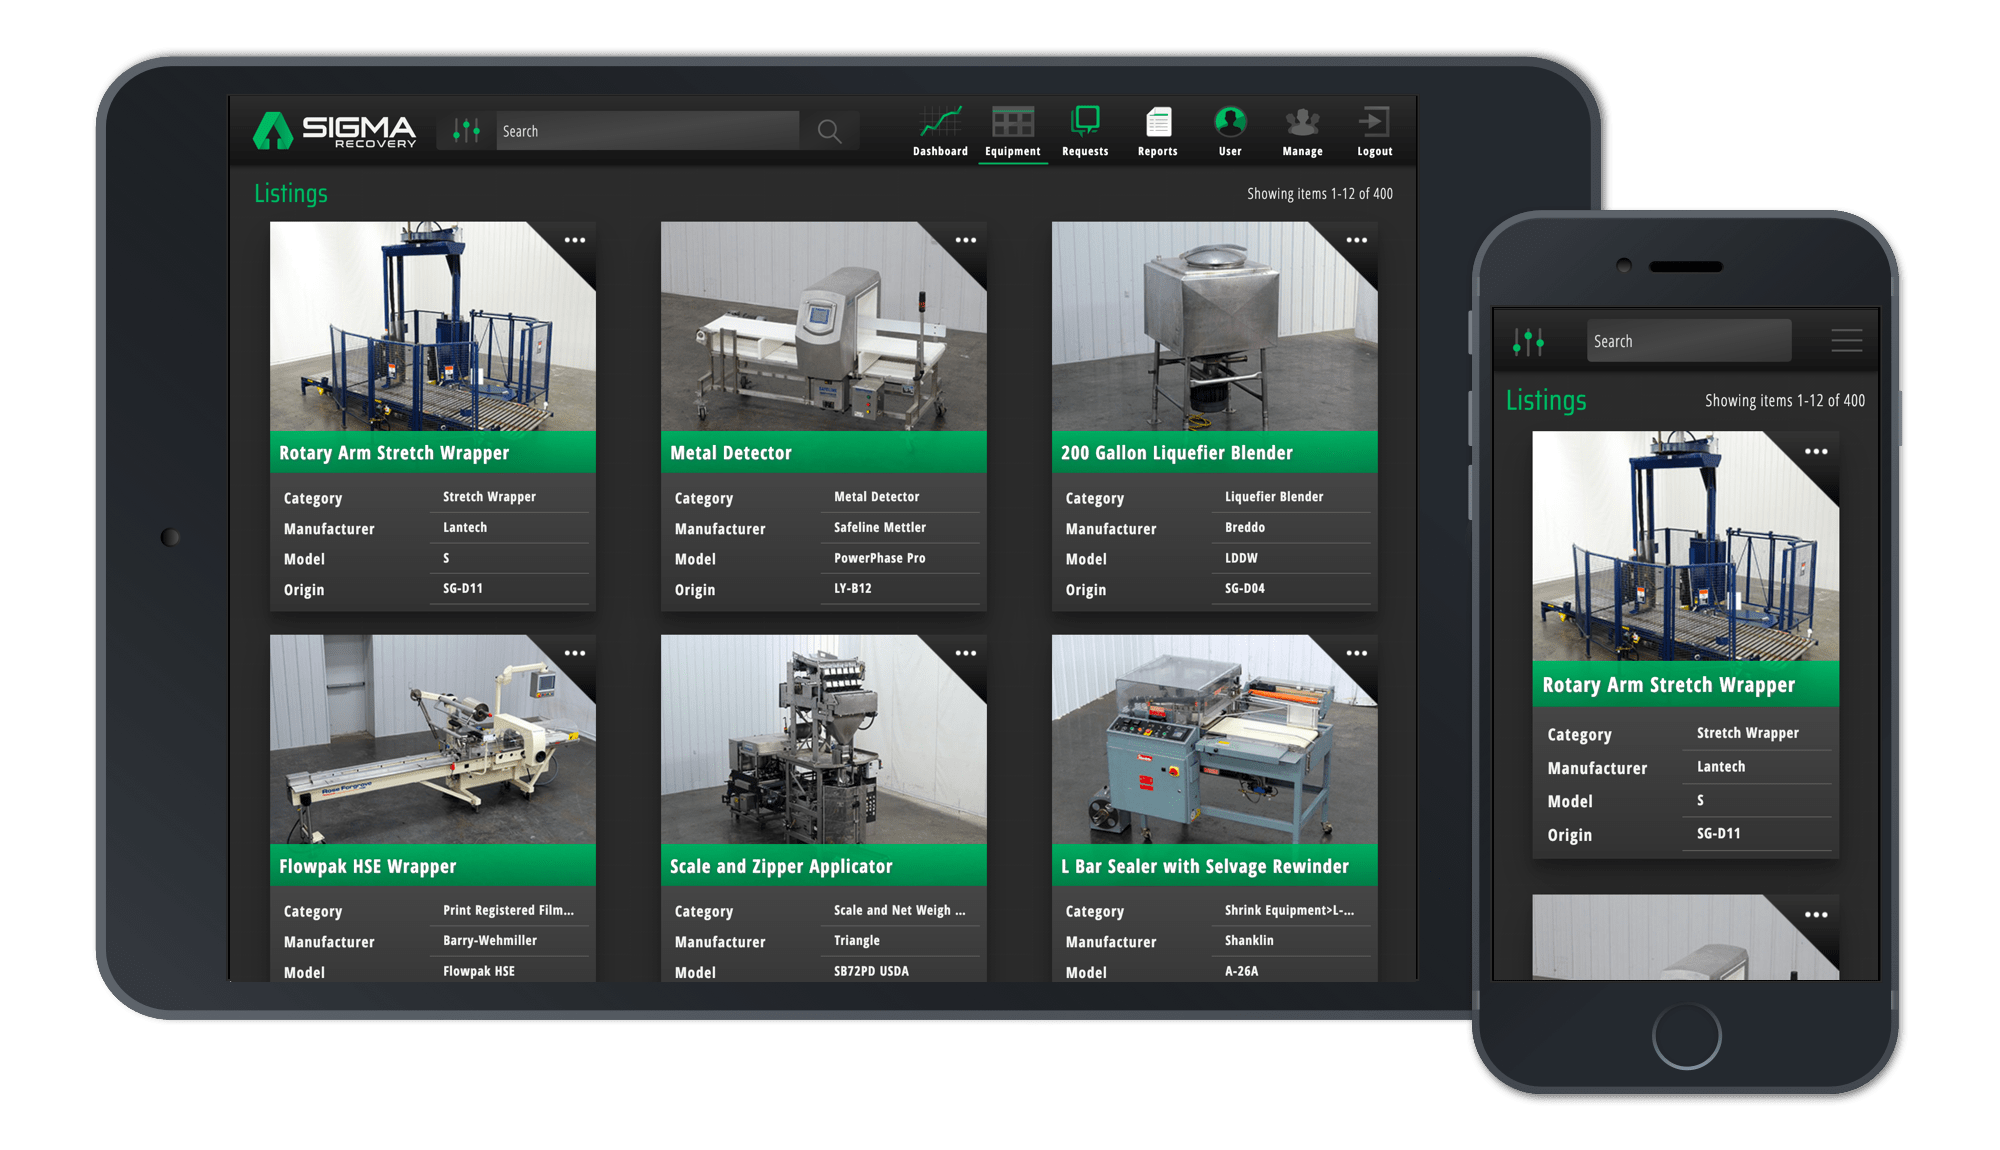 SIGMA
RECOVERY
Search
Dashboard Equipment Requests Reports User Manage Logout
Listings
Showing items 1-12 of 400
Rotary Arm Stretch Wrapper
Category Stretch Wrapper
Manufacturer Lantech
Model S
Origin SG-D11
Metal Detector
Category Metal Detector
Manufacturer Safeline Mettler
Model PowerPhase Pro
Origin LY-B12
200 Gallon Liquefier Blender
Category Liquefier Blender
Manufacturer Breddo
Model LDDW
Origin SG-D04
Rose Forgrove
Flowpak HSE Wrapper
Category Print Registered Film...
Manufacturer Barry-Wehmiller
Model Flowpak HSE
Scale and Zipper Applicator
Category Scale and Net Weigh ...
Manufacturer Triangle
Model SB72PD USDA
L Bar Sealer with Selvage Rewinder
Category Shrink Equipment>L-...
Manufacturer Shanklin
Model A-26A
Search
Listings
Showing items 1-12 of 400
Rotary Arm Stretch Wrapper
Category Stretch Wrapper
Manufacturer Lantech
Model S
Origin SG-D11